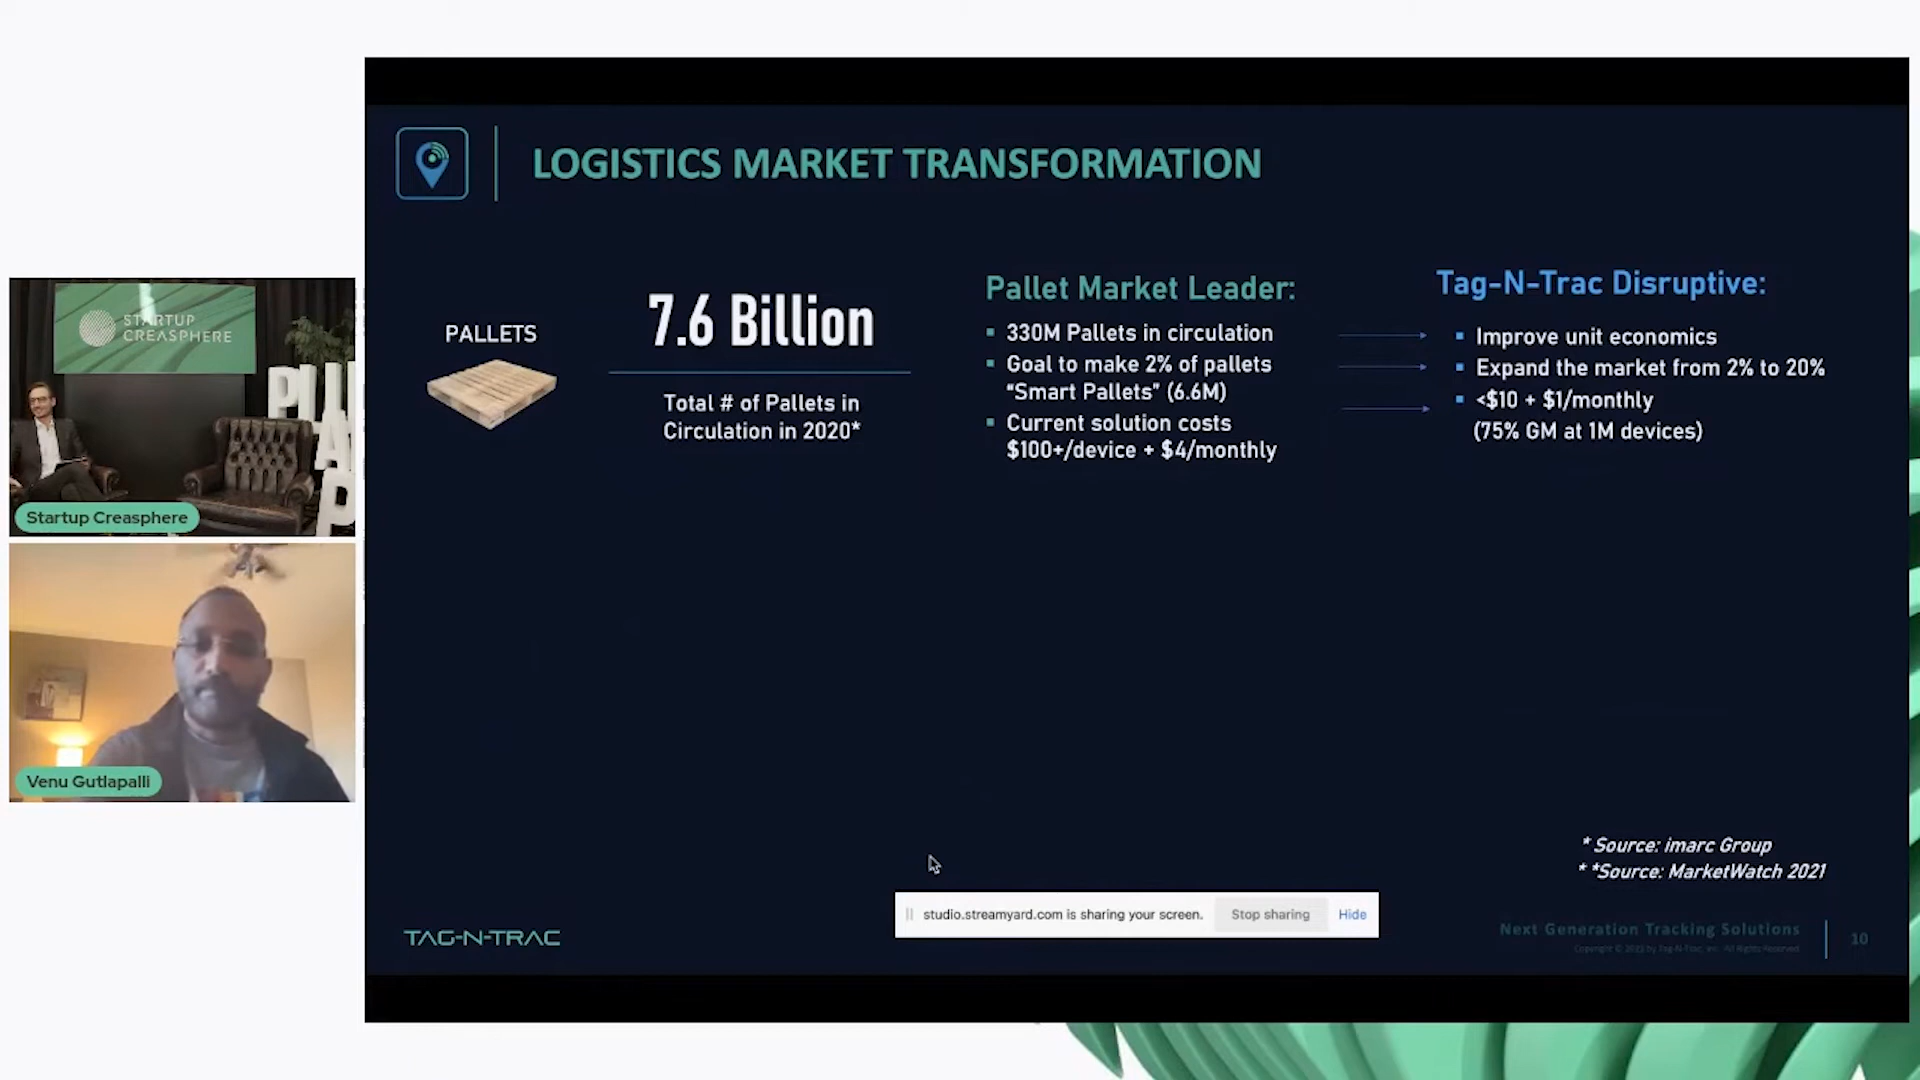 LOGISTICS MARKET TRANSFORMATION
PALLETS
7.6 Billion
Total # of Pallets in
Circulation in 2020*
Pallet Market Leader:
330M Pallets in circulation
Goal to make 2% of pallets
“Smart Pallets” (6.6M)
Current solution costs
$100+/device + $4/monthly
Tag-N-Trac Disruptive:
Improve unit economics
Expand the market from 2% to 20%
<$10 + $1/monthly
(75% GM at 1M devices)
STARTUP
CREASPHERE
Startup Creasphere
Venu Gutlapalli
* Source: imarc Group
* *Source: MarketWatch 2021
studio.streamyard.com is sharing your screen.
Stop sharing
Hide
TAG-N-TRAC
Next Generation Tracking Solutions
10